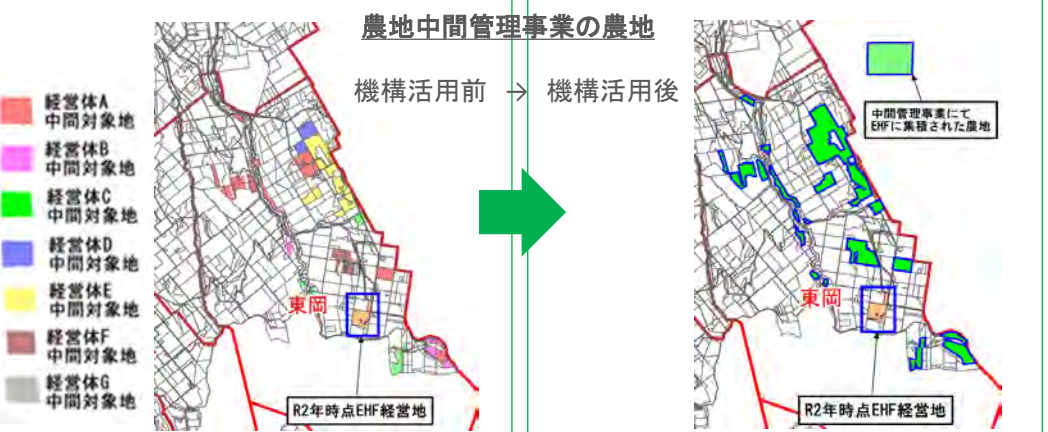 農地中間管理事業の農地
機構活用前 → 機構活用後
経営体A
中間対象地
経営体B
中間対象地
経営体C
中間対象地
経営体D
中間対象地
経営体E
中間対象地
経営体F
中間対象地
経営体G
中間対象地
東岡
R2年時点EHF経営地
中間管理事業にて
EHFに集積された農地
東岡
R2年時点EHF経営地